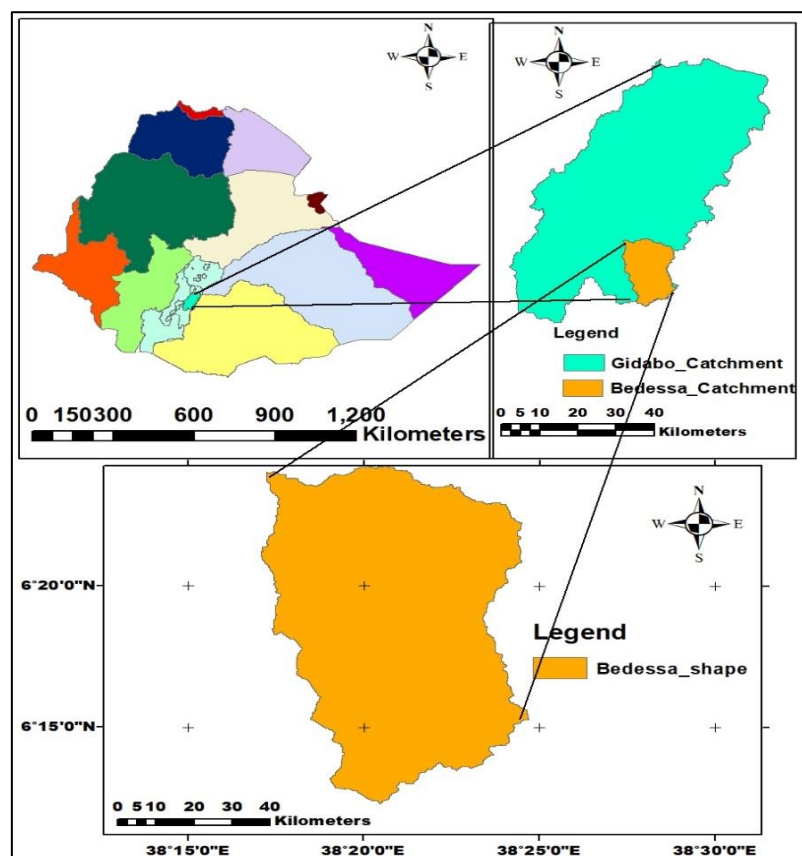 N
W E
S
0 150 300 600 900 1,200
Kilometers
N
W E
S
Legend
Gidabo_Catchment
Bedessa_Catchment
0 5 10 20 30 40
Kilometers
N
W E
S
6°20'0"N
Legend
Bedessa_shape
6°15'0"N
0 5 10 20 30 40
Kilometers
38°15'0"E 38°20'0"E 38°25'0"E 38°30'0"E